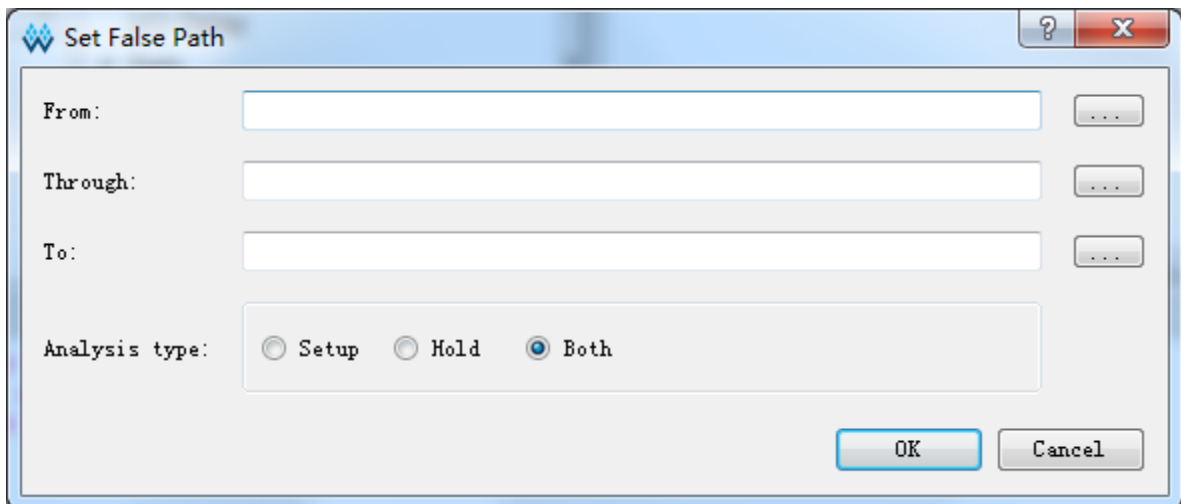 Set False Path
From:
...
Through:
...
To:
...
Analysis type:
Setup
Hold
Both
OK
Cancel